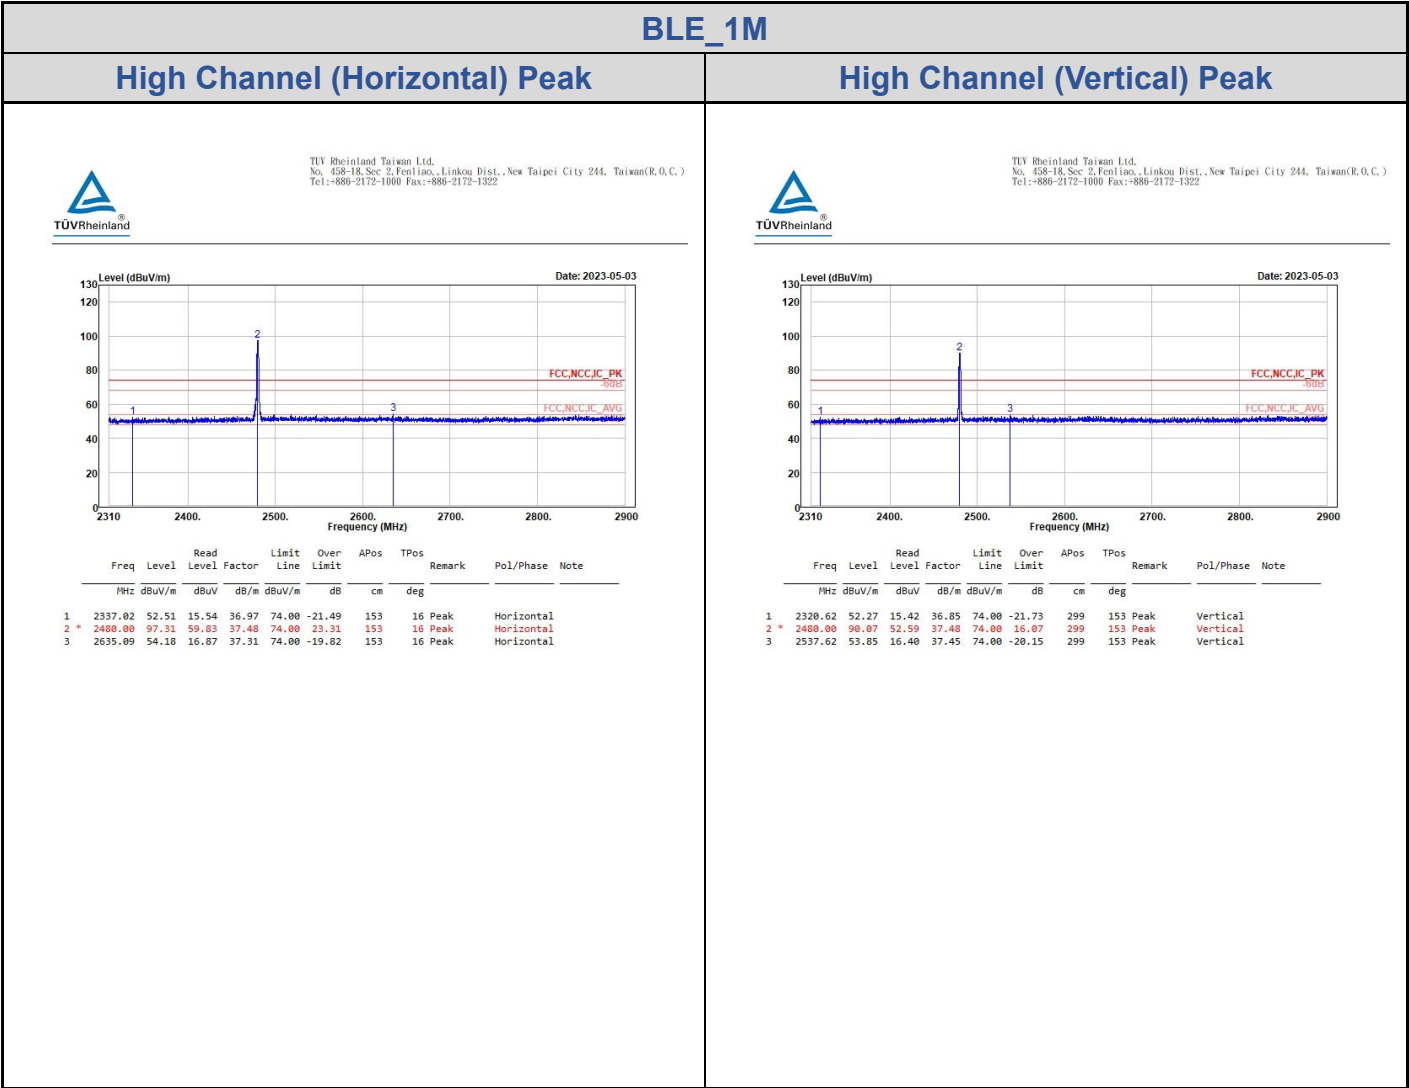 BLE_1M
High Channel (Horizontal) Peak
High Channel (Vertical) Peak
TUV Rheinland Taiwan Ltd.
No. 458-18,Sec 2,Fenliao.,Linkou Dist.,New Taipei City 244, Taiwan(R.O.C.)
Tel:+886-2172-1000 Fax:+886-2172-1322
®
TÜVRheinland
Level (dBuV/m)
Date: 2023-05-03
130
120
100
80
60
40
20
0
2
1
3
FCC,NCC,IC_PK
-6dB
FCC,NCC,IC_AVG
2310 2400. 2500. 2600. 2700. 2800. 2900
Frequency (MHz)
Read Limit Over APos TPos
Freq Level Level Factor Line Limit Remark Pol/Phase Note
MHz dBuV/m dBuV dB/m dBuV/m dB cm deg
1 2337.02 52.51 15.54 36.97 74.00 -21.49 153 16 Peak Horizontal
2 * 2480.00 97.31 59.83 37.48 74.00 23.31 153 16 Peak Horizontal
3 2635.09 54.18 16.87 37.31 74.00 -19.82 153 16 Peak Horizontal
TUV Rheinland Taiwan Ltd.
No. 458-18,Sec 2,Fenliao.,Linkou Dist.,New Taipei City 244, Taiwan(R.O.C.)
Tel:+886-2172-1000 Fax:+886-2172-1322
®
TÜVRheinland
Level (dBuV/m)
Date: 2023-05-03
130
120
100
80
60
40
20
0
2
1
3
FCC,NCC,IC_PK
-6dB
FCC,NCC,IC_AVG
2310 2400. 2500. 2600. 2700. 2800. 2900
Frequency (MHz)
Read Limit Over APos TPos
Freq Level Level Factor Line Limit Remark Pol/Phase Note
MHz dBuV/m dBuV dB/m dBuV/m dB cm deg
1 2320.62 52.27 15.42 36.85 74.00 -21.73 299 153 Peak Vertical
2 * 2480.00 90.07 52.59 37.48 74.00 16.07 299 153 Peak Vertical
3 2537.62 53.85 16.40 37.45 74.00 -20.15 299 153 Peak Vertical